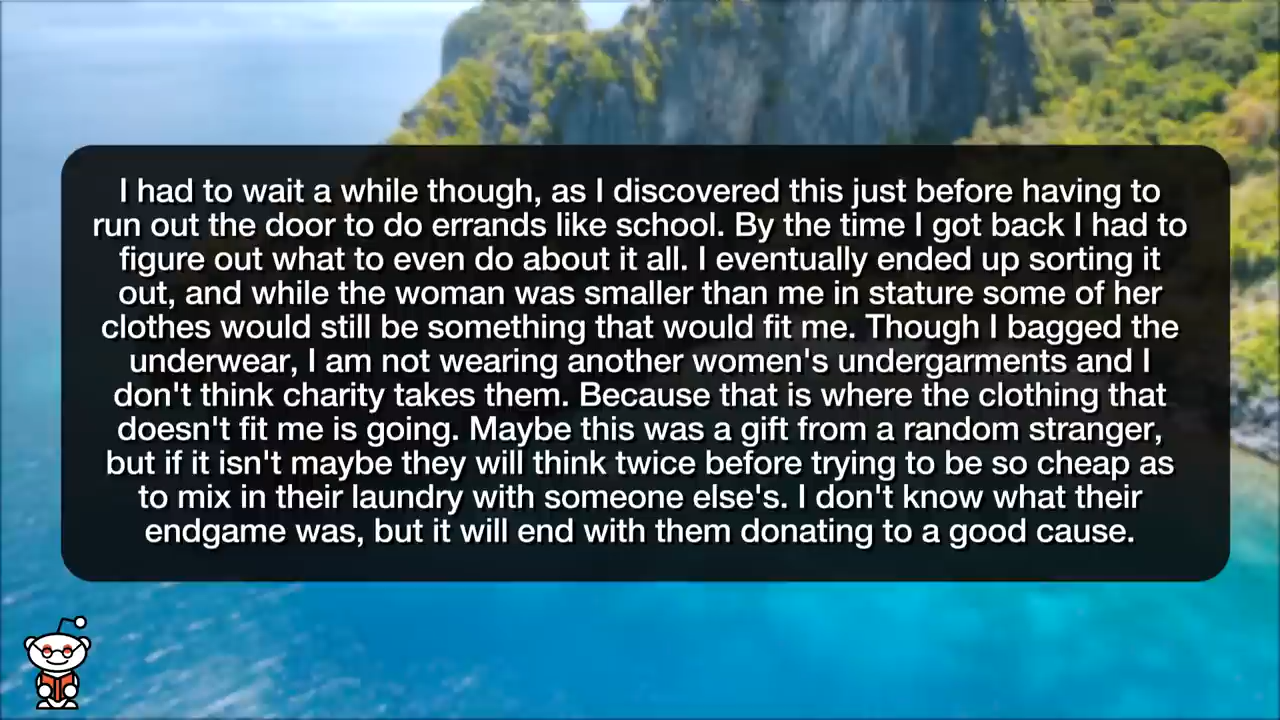 I had to wait a while though, as I discovered this just before having to
run out the door to do errands like school. By the time I got back I had to
figure out what to even do about it all. I eventually ended up sorting it
out, and while the woman was smaller than me in stature some of her
clothes would still be something that would fit me. Though I bagged the
underwear, I am not wearing another women's undergarments and I
don't think charity takes them. Because that is where the clothing that
doesn't fit me is going. Maybe this was a gift from a random stranger,
but if it isn't maybe they will think twice before trying to be so cheap as
to mix in their laundry with someone else's. I don't know what their
endgame was, but it will end with them donating to a good cause.